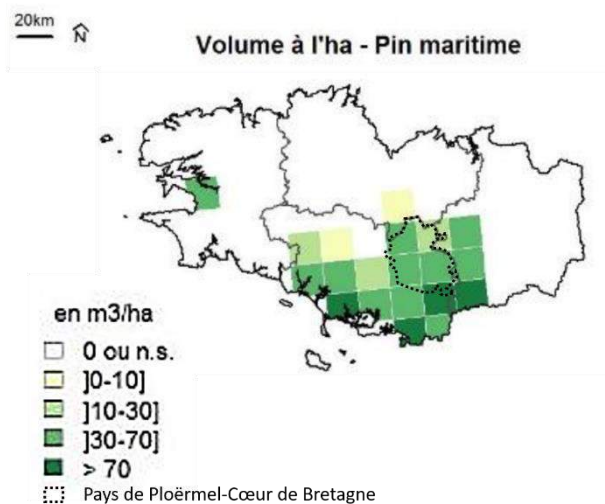 20km
N
Volume à l'ha - Pin maritime
en m3/ha
0 ou n.s.
]0-10]
]10-30]
]30-70]
> 70
Pays de Ploërmel-Cœur de Bretagne